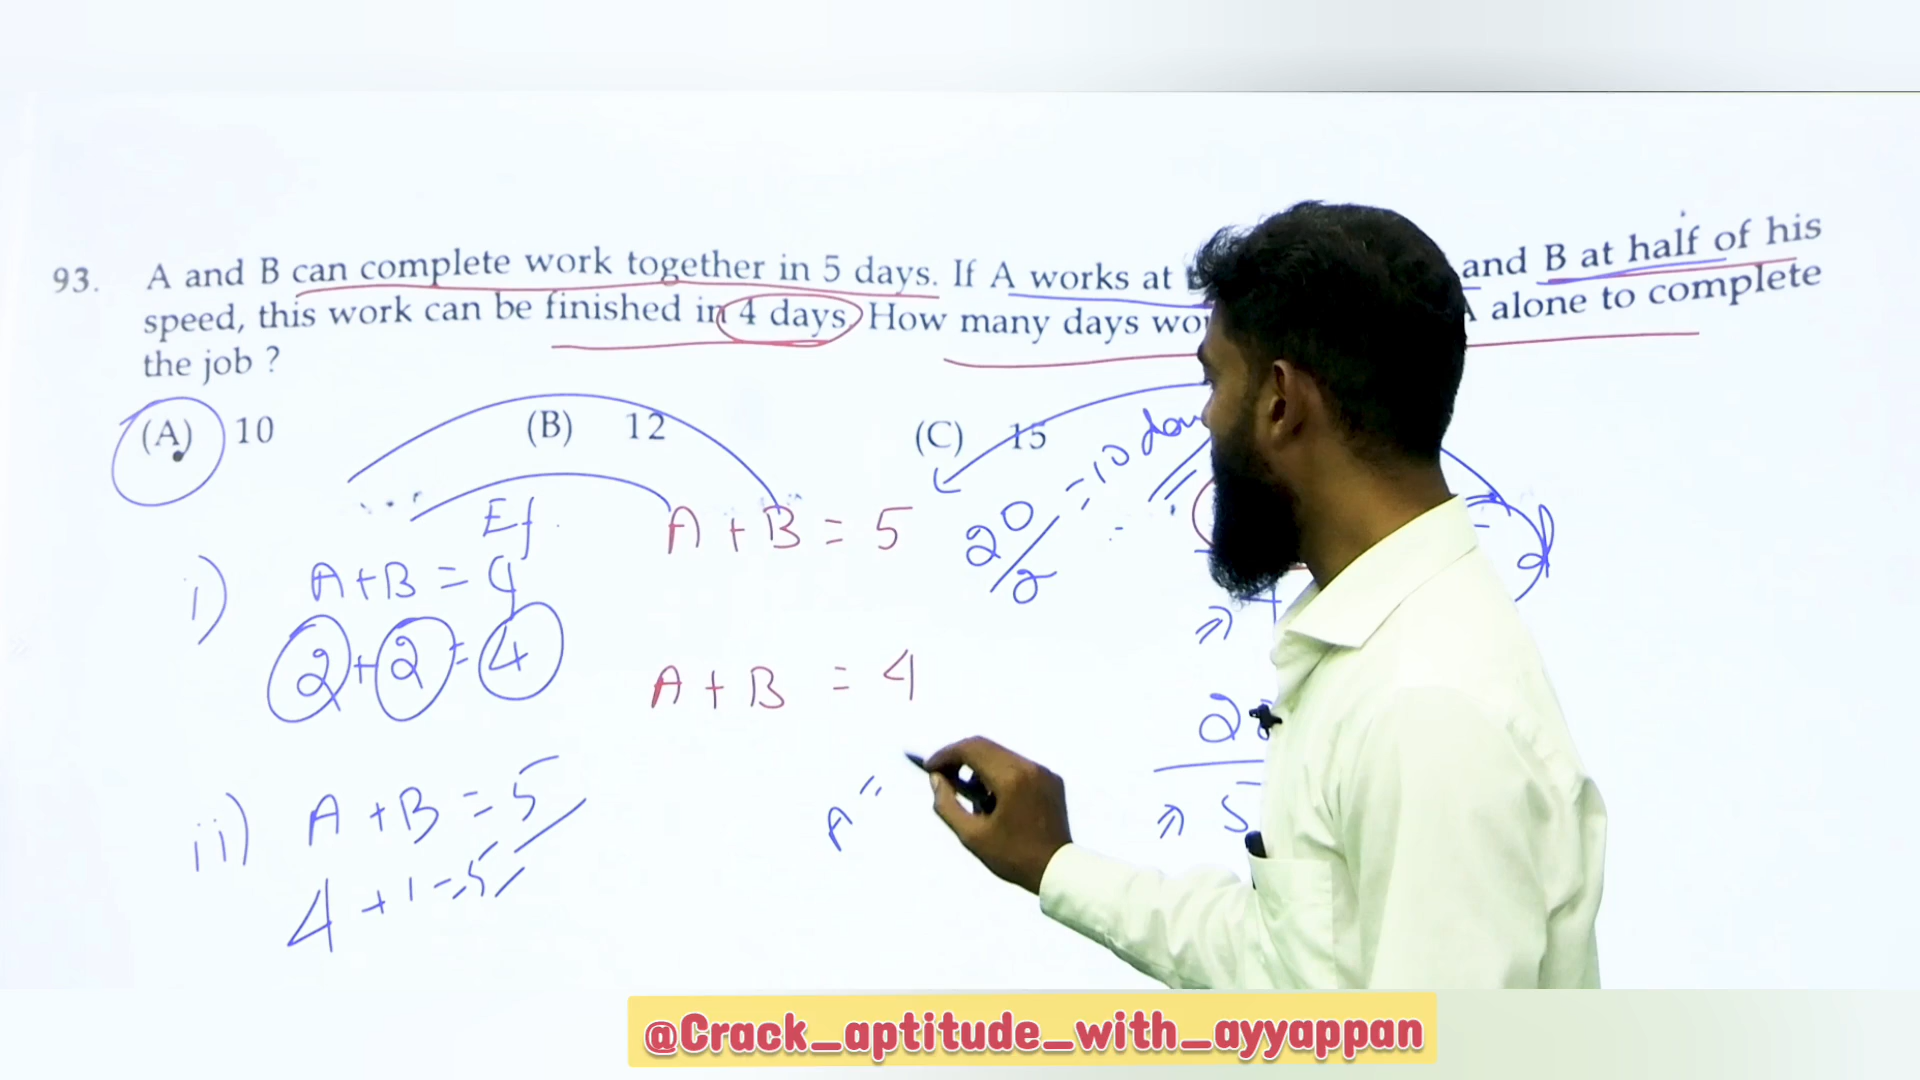 93. A and B can complete work together in 5 days. If A works at and B at half of his
speed, this work can be finished in 4 days. How many days alone to complete
the job ?
(A) 10 (B) 12 (C) 15
Ef
A + B = 5
20/2 = 10
i) A + B = 4
2 + 2 = 4
A + B = 4
ii) A + B = 5
4 + 1 = 5
A =
5
@Crack_aptitude_with_ayyappan